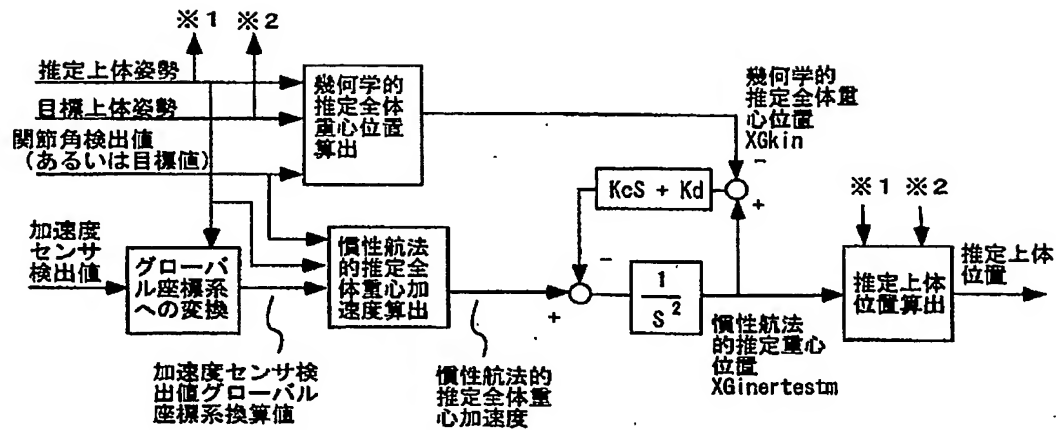 ※1 ※2
推定上体姿勢
目標上体姿勢
関節角検出値
(あるいは目標値)
幾何学的
推定全体
重心位置
算出
幾何学的
推定全体重
心位置
XGkin
-
+
KcS + Kd
※1 ※2
加速度
センサ
検出値
グローバ
ル座標系
への変換
慣性航法
的推定全
体重心加
速度算出
-
+
1
S 2
推定上体
位置算出
推定上体
位置
加速度センサ検
出値グローバル
座標系換算値
慣性航法的
推定全体重
心加速度
慣性航法
的推定重心
位置
XGinertestm